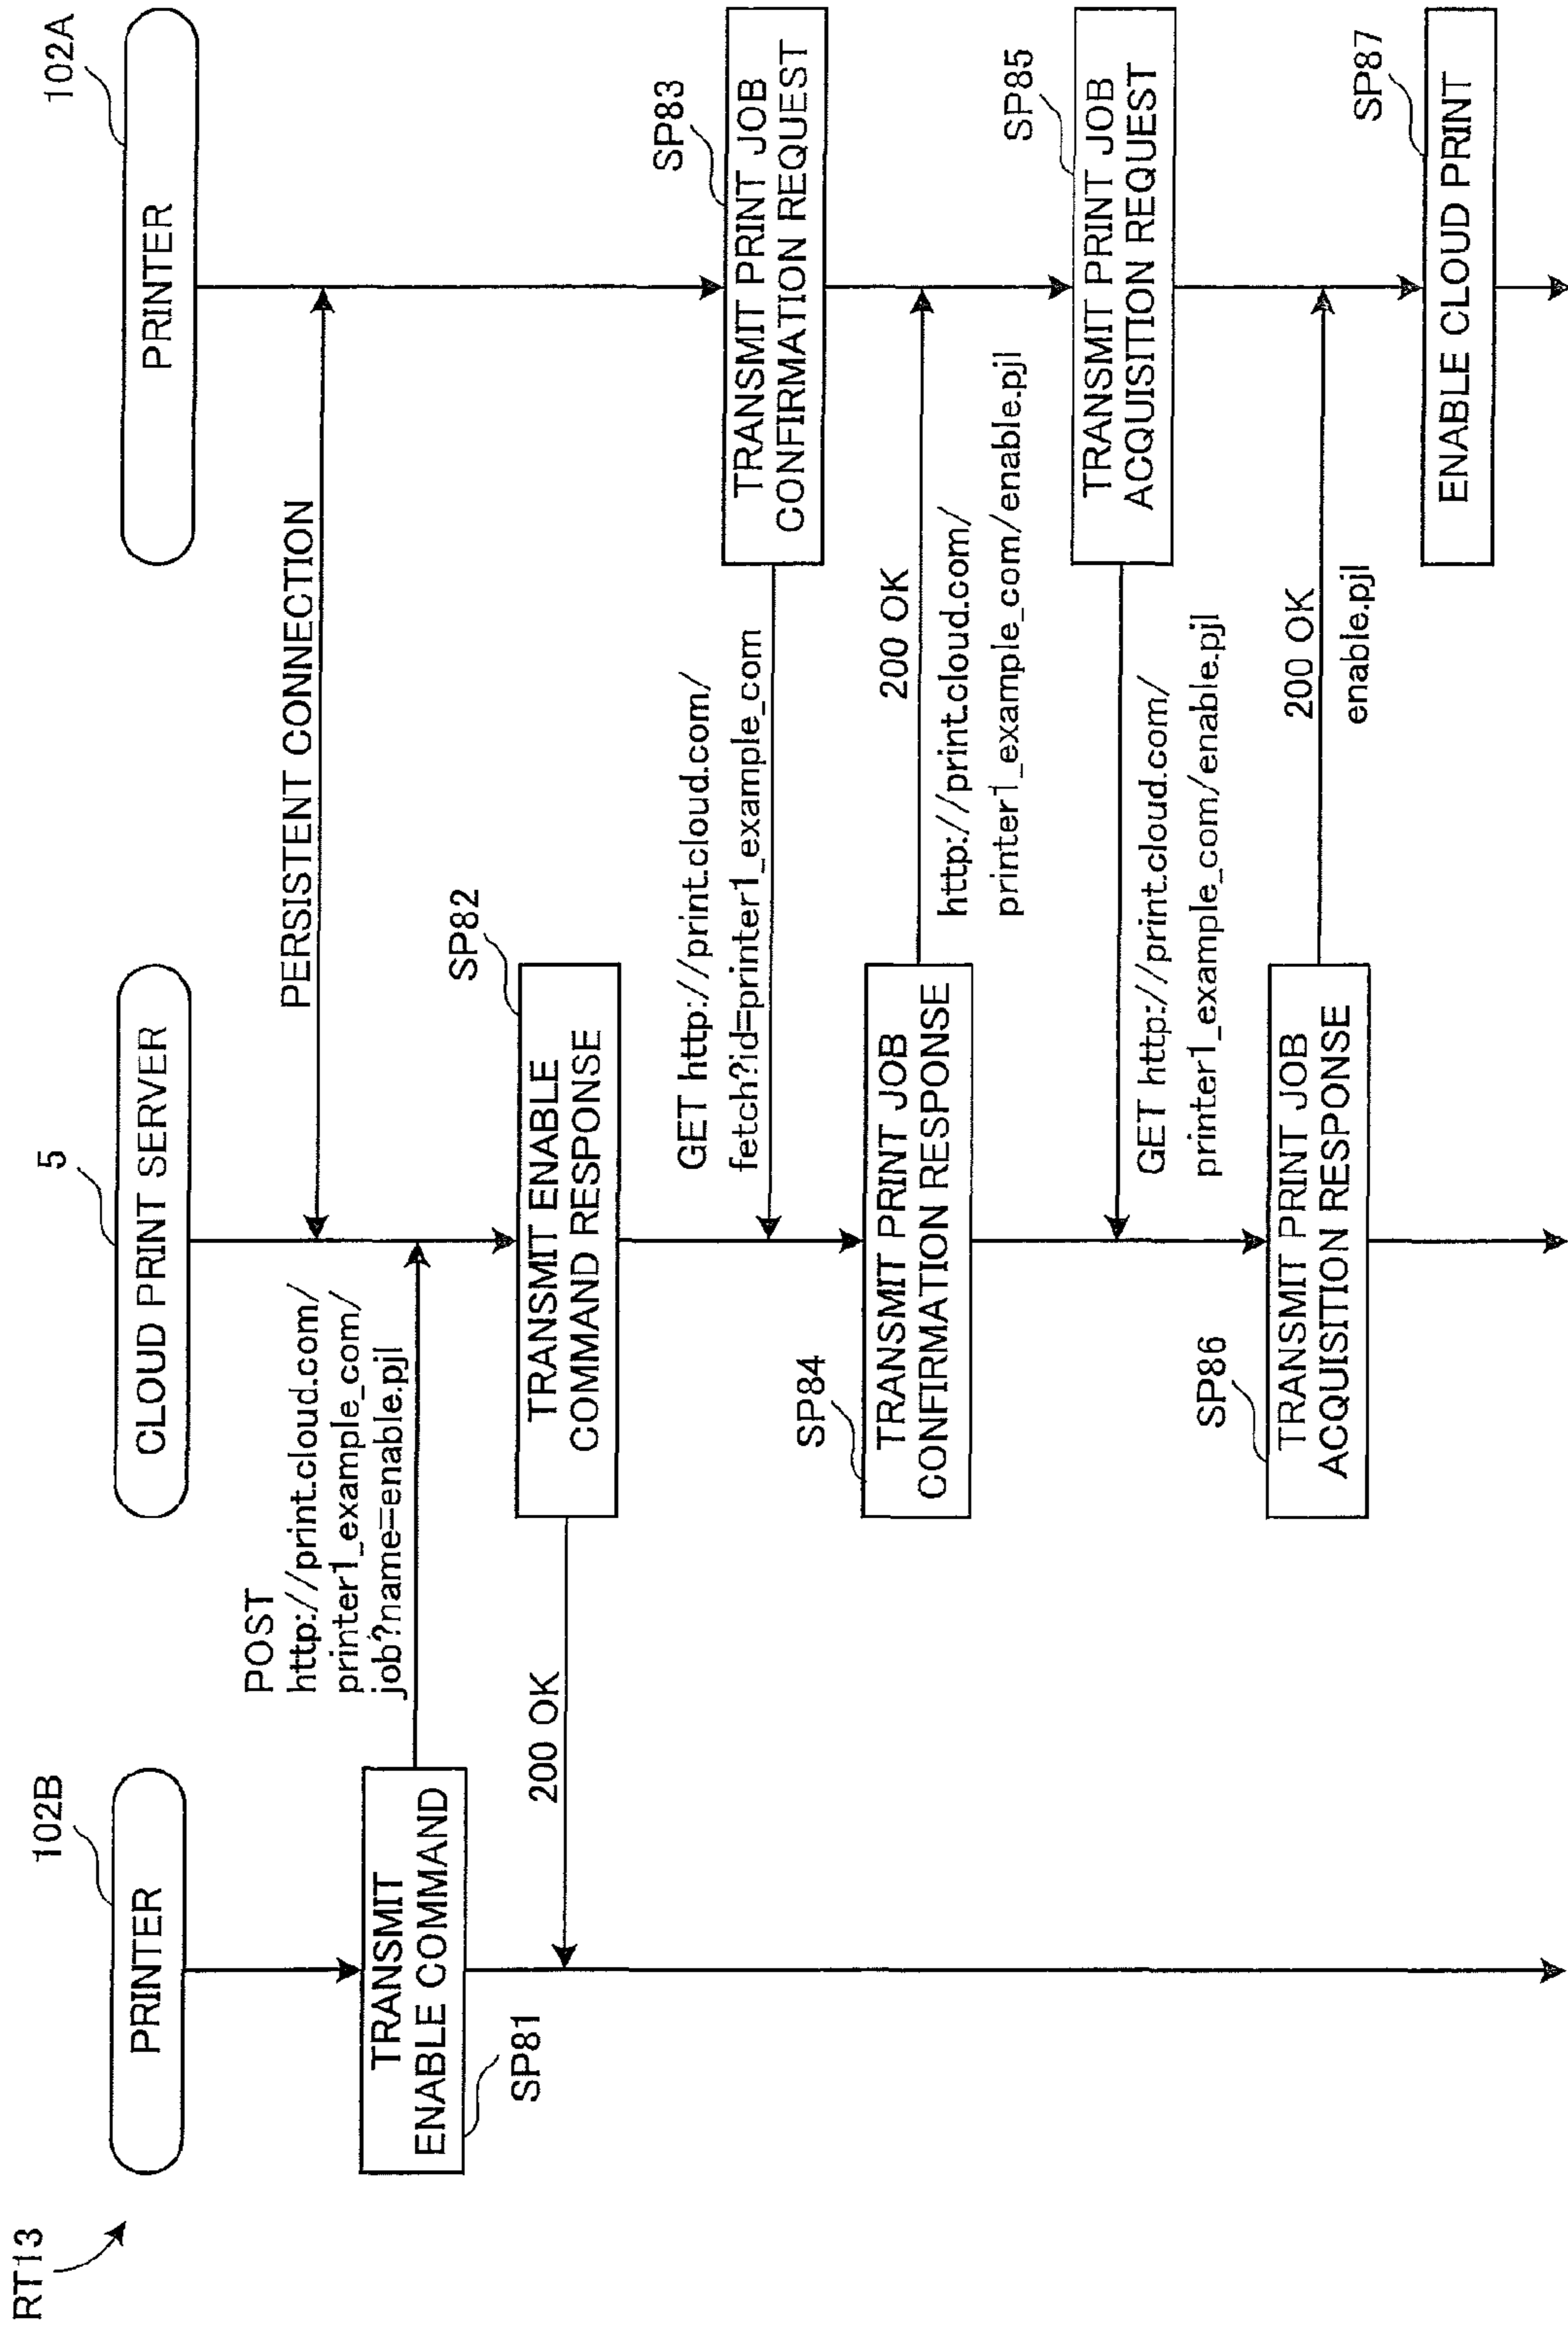 RT13
102B
PRINTER
5
CLOUD PRINT SERVER
102A
PRINTER
PERSISTENT CONNECTION
POST
http://print.cloud.com/
printer1_example_com/
job?name=enable.pjl
TRANSMIT
ENABLE COMMAND
SP81
SP82
TRANSMIT ENABLE
COMMAND RESPONSE
200 OK
SP83
TRANSMIT PRINT JOB
CONFIRMATION REQUEST
GET http://print.cloud.com/
fetch?id=printer1_example_com
SP84
TRANSMIT PRINT JOB
CONFIRMATION RESPONSE
200 OK
http://print.cloud.com/
printer1_example_com/enable.pjl
SP85
TRANSMIT PRINT JOB
ACQUISITION REQUEST
GET http://print.cloud.com/
printer1_example_com/enable.pjl
SP86
TRANSMIT PRINT JOB
ACQUISITION RESPONSE
200 OK
enable.pjl
SP87
ENABLE CLOUD PRINT